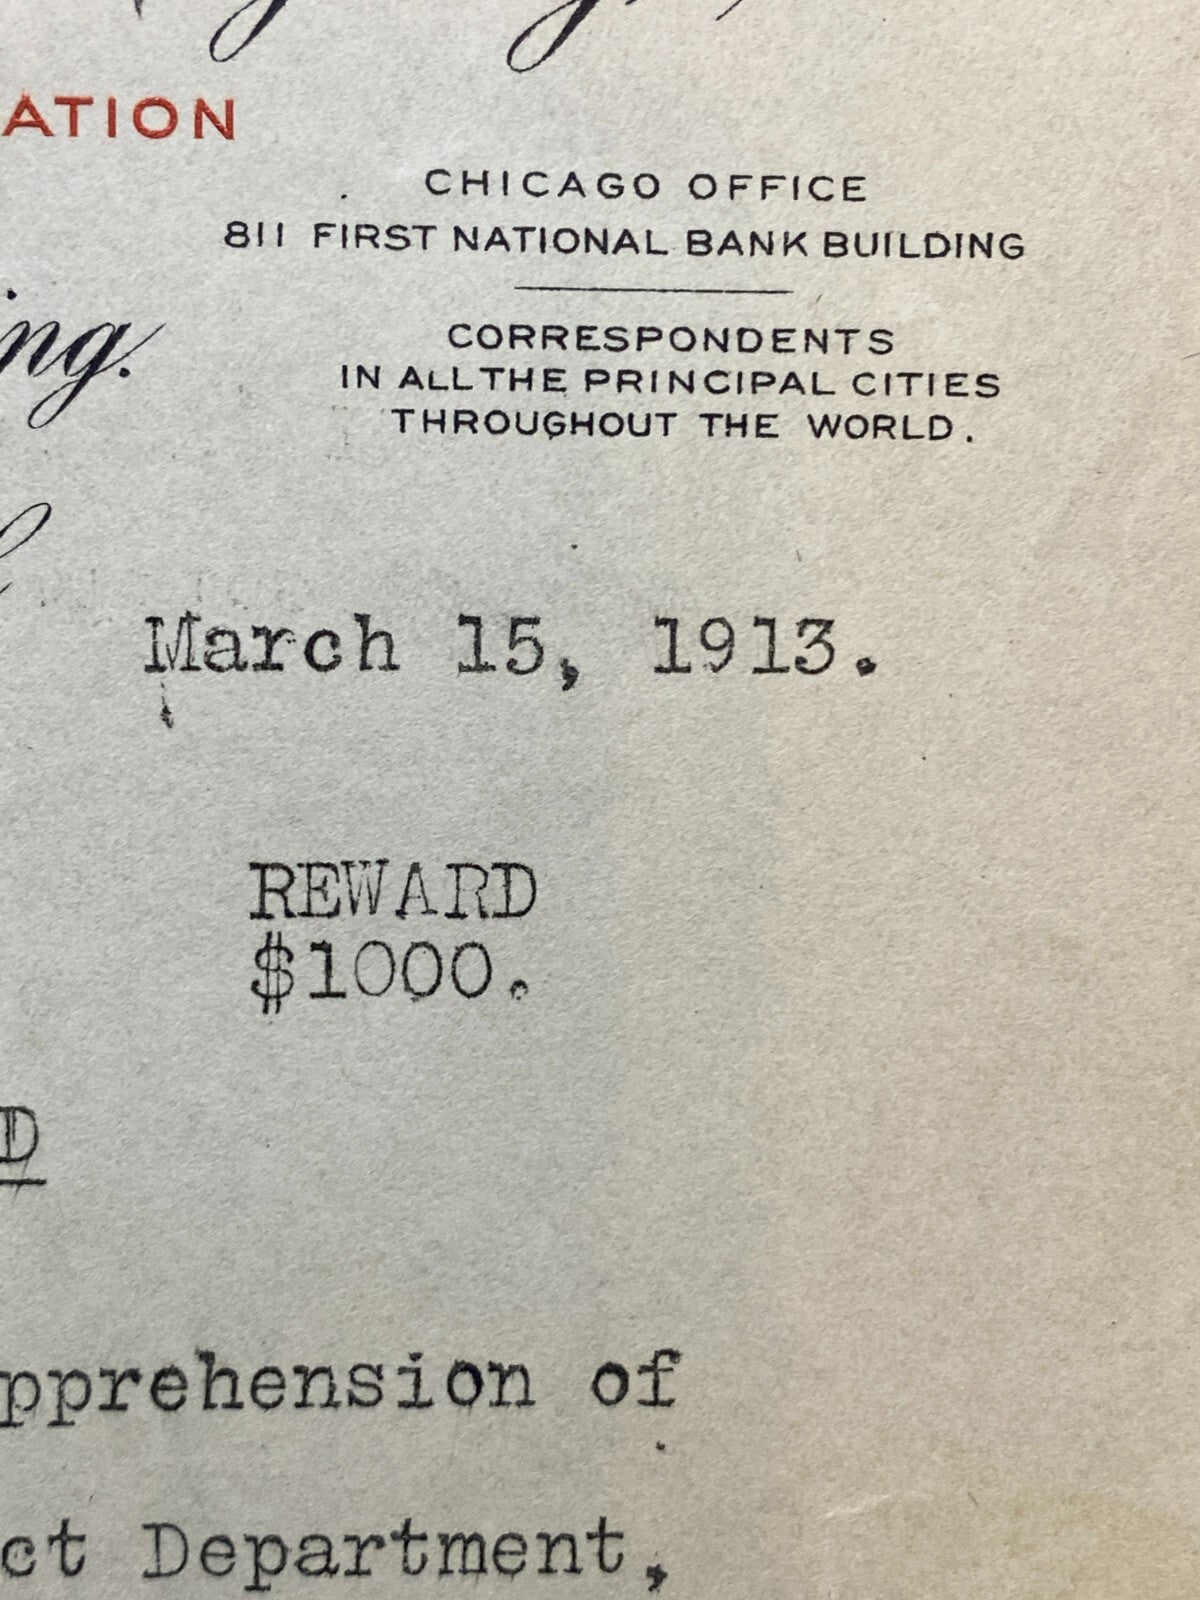 ATION
CHICAGO OFFICE
811 FIRST NATIONAL BANK BUILDING
ng.
CORRESPONDENTS
IN ALL THE PRINCIPAL CITIES
THROUGHOUT THE WORLD.
March 15, 1913.
REWARD
$1000.
D
pprehension of
ct Department,